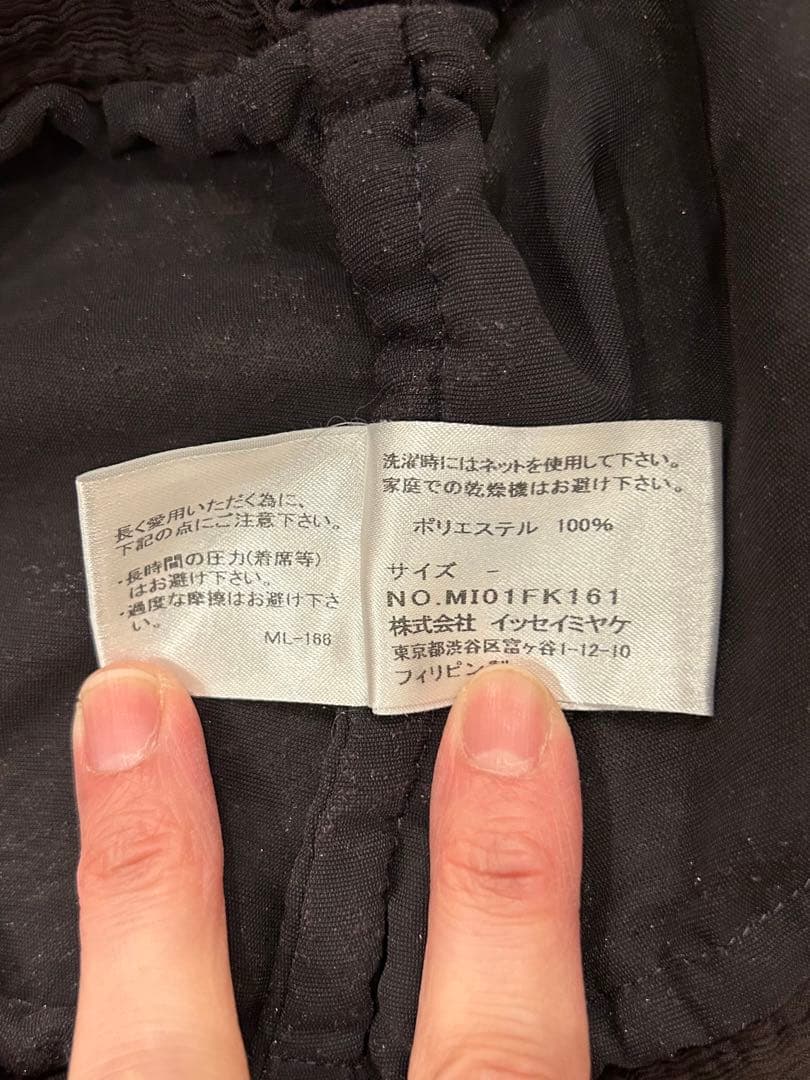 長く愛用いただく為に、
下記の点にご注意下さい。
・長時間の圧力(着席等)
はお避け下さい。
・過度な摩擦はお避け下さ
い。
ML-166
洗濯時にはネットを使用して下さい。
家庭での乾燥機はお避け下さい。
ポリエステル 100%
サイズ -
NO.MI01FK161
株式会社 イッセイミヤケ
東京都渋谷区富ヶ谷1-12-10
フィリピン製